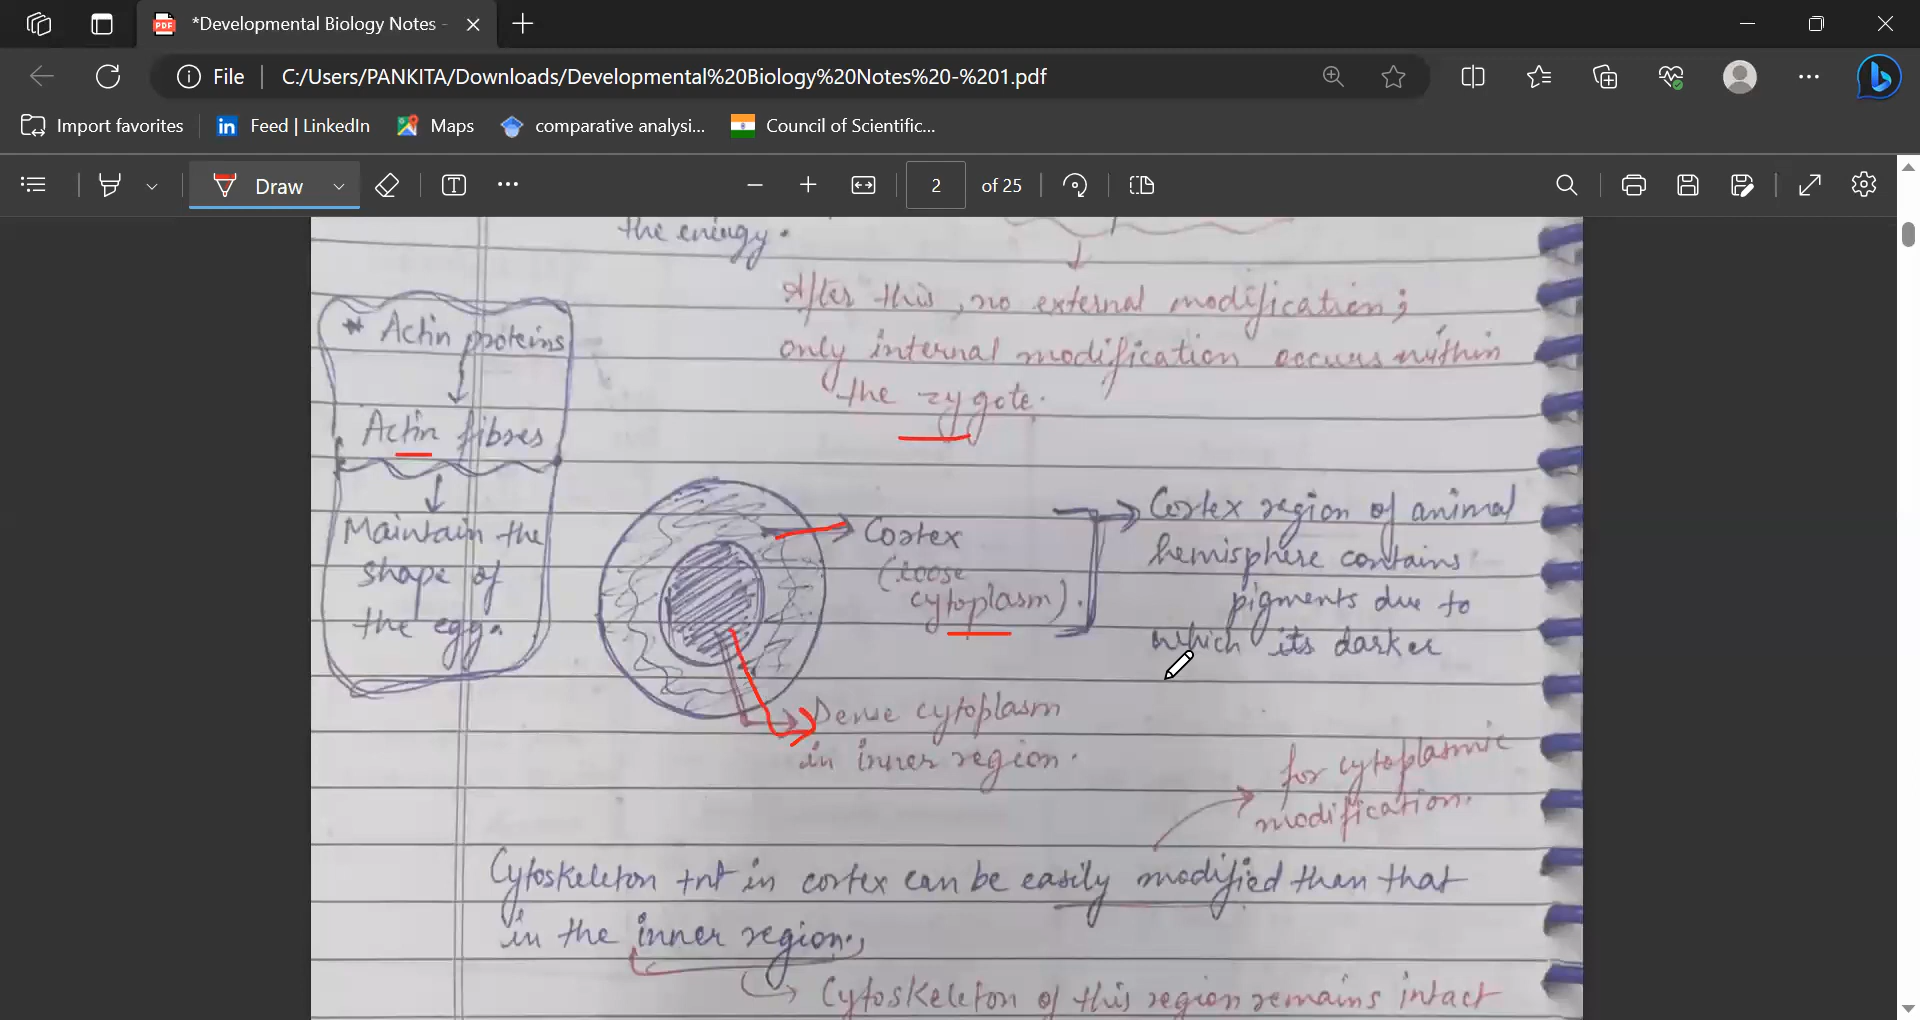 *Developmental Biology Notes -
File
C:/Users/PANKITA/Downloads/Developmental%20Biology%20Notes%20-%201.pdf
Import favorites
Feed | LinkedIn
Maps
comparative analysi...
Council of Scientific...
Draw
2 of 25
the energy.
After this, no external modification;
only internal modification occurs within
the zygote.
* Actin proteins
Actin fibres
Maintain the
shape of
the egg.
Cortex
(Loose
cytoplasm).
Cortex region of animal
hemisphere contains
pigments due to
which its darker
Dense cytoplasm
in inner region.
for cytoplasmic
modification.
Cytoskeleton tnt in cortex can be easily modified than that
in the inner region.,
Cytoskeleton of this region remains intact